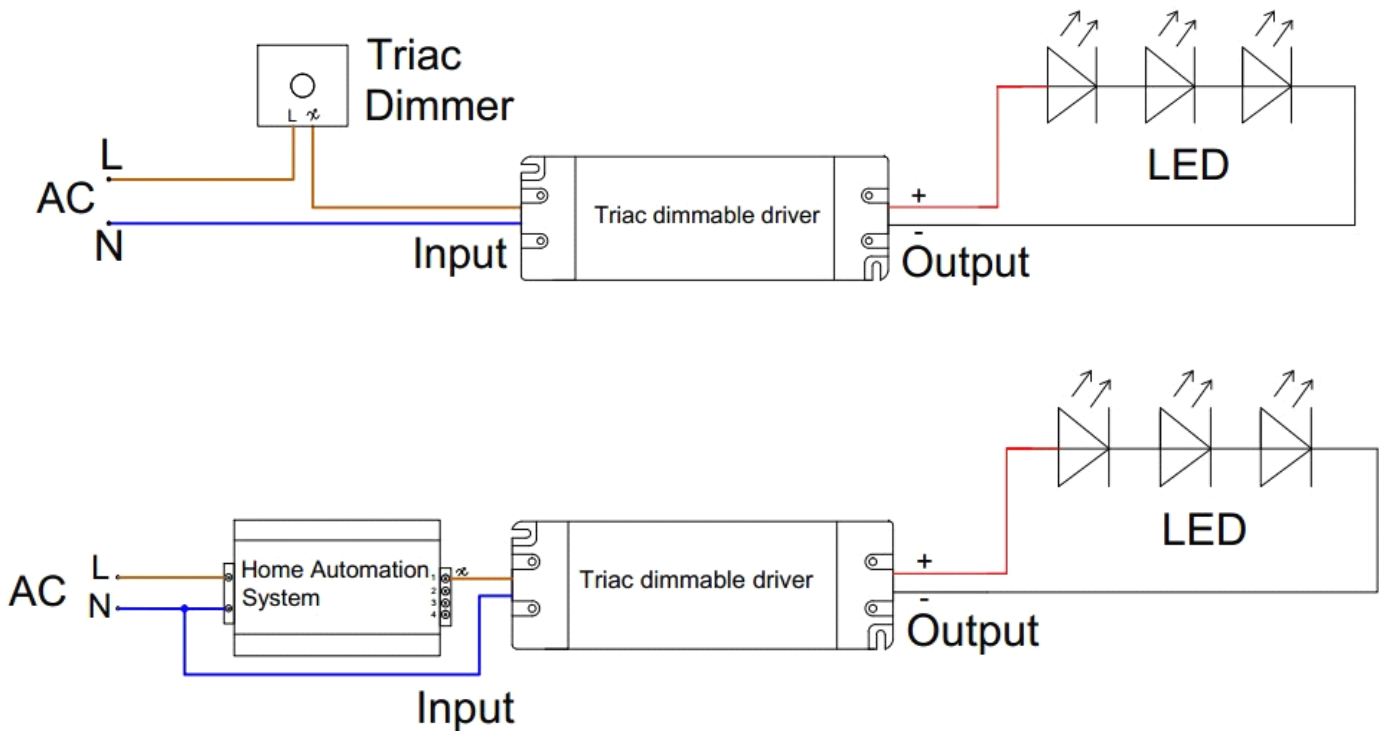 Triac
Dimmer
L x
L
AC
N
Input
Triac dimmable driver
+
-
Output
LED
L
AC
N
Home Automation
System
1
2
3
4
x
Input
Triac dimmable driver
+
-
Output
LED